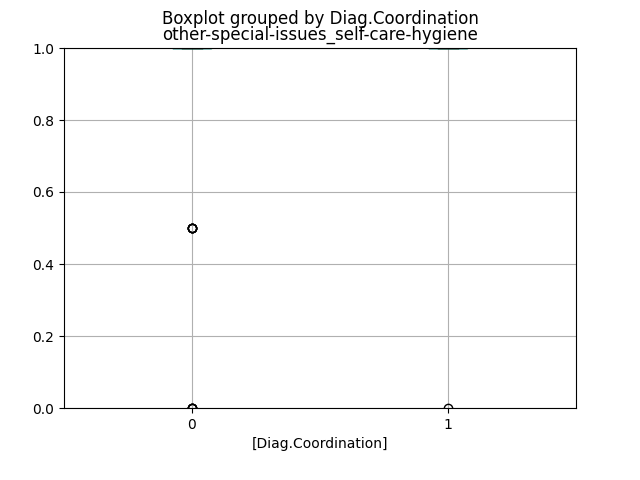 Boxplot grouped by Diag.Coordination
other-special-issues_self-care-hygiene
1.0
0.8
0.6
0.4
0.2
0.0
0 1
[Diag.Coordination]